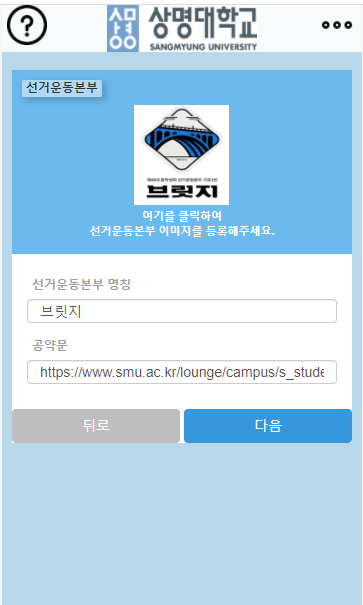 ?
상명
상명대학교
SANGMYUNG UNIVERSITY
선거운동본부
브릿지
여기를 클릭하여
선거운동본부 이미지를 등록해주세요.
선거운동본부 명칭
브릿지
공약문
https://www.smu.ac.kr/lounge/campus/s_stude
뒤로
다음